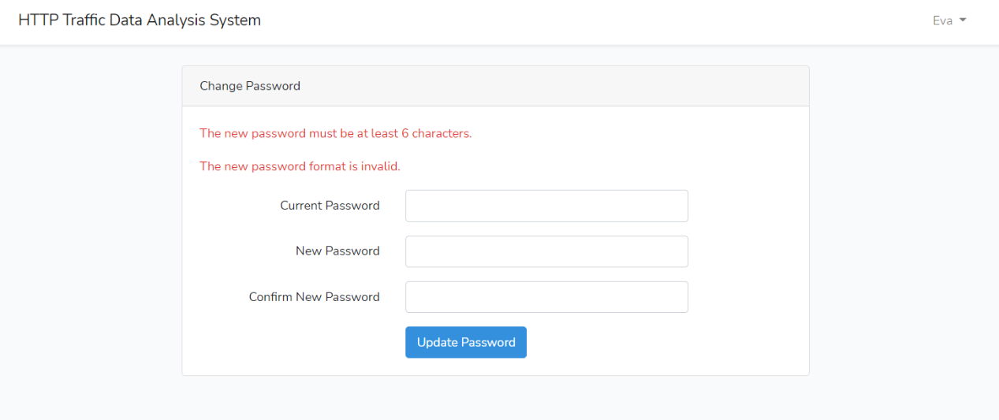 HTTP Traffic Data Analysis System
Eva
Change Password
The new password must be at least 6 characters.
The new password format is invalid.
Current Password
New Password
Confirm New Password
Update Password